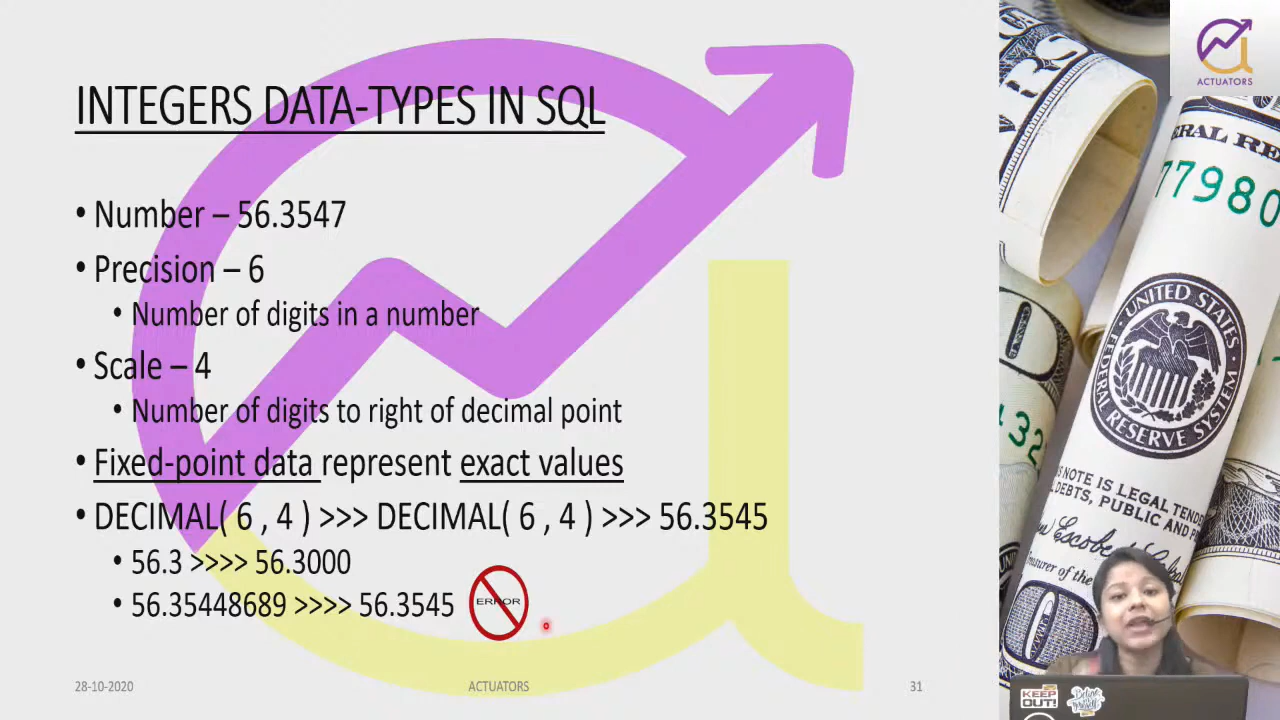 INTEGERS DATA-TYPES IN SQL
• Number – 56.3547
• Precision – 6
• Number of digits in a number
• Scale – 4
• Number of digits to right of decimal point
• Fixed-point data represent exact values
• DECIMAL( 6 , 4 ) >>> DECIMAL( 6 , 4 ) >>> 56.3545
• 56.3 >>>> 56.3000
• 56.35448689 >>>> 56.3545
ERROR
28-10-2020
ACTUATORS
31
ACTUATORS
ERAL RE
77980
UNITED STATES
FEDERAL RESERVE SYSTEM
NOTE IS LEGAL TENDE
DEBTS, PUBLIC AND
KEEP
OUT!